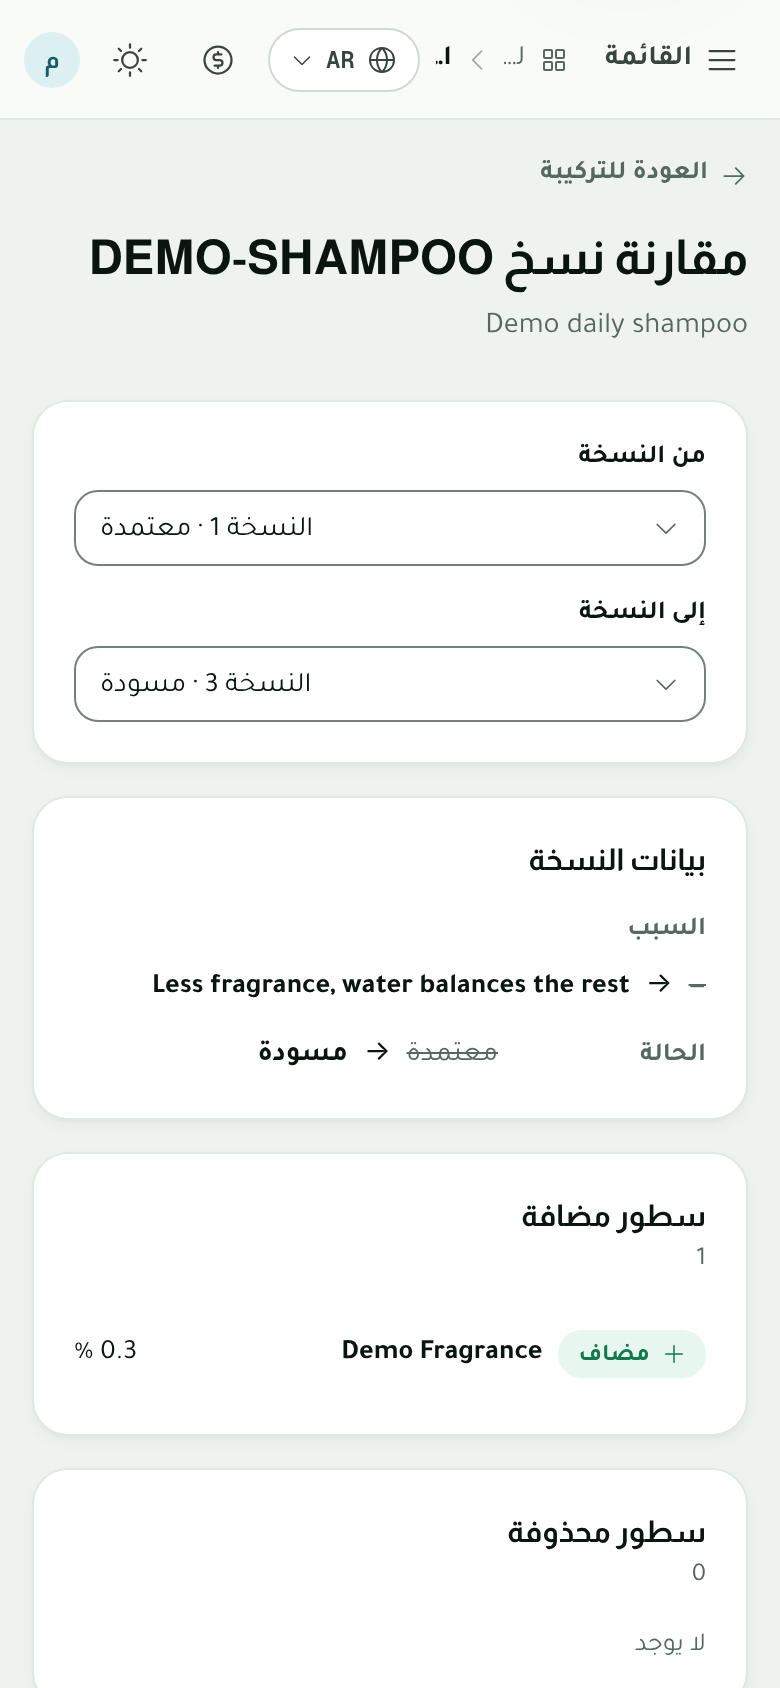 القائمة
لـ...
ا..
AR
م
العودة للتركيبة
مقارنة نسخ DEMO-SHAMPOO
Demo daily shampoo
من النسخة
النسخة 1 · معتمدة
إلى النسخة
النسخة 3 · مسودة
بيانات النسخة
السبب
— → Less fragrance, water balances the rest
الحالة
معتمدة → مسودة
سطور مضافة
1
+ مضاف Demo Fragrance 0.3 %
سطور محذوفة
0
لا يوجد